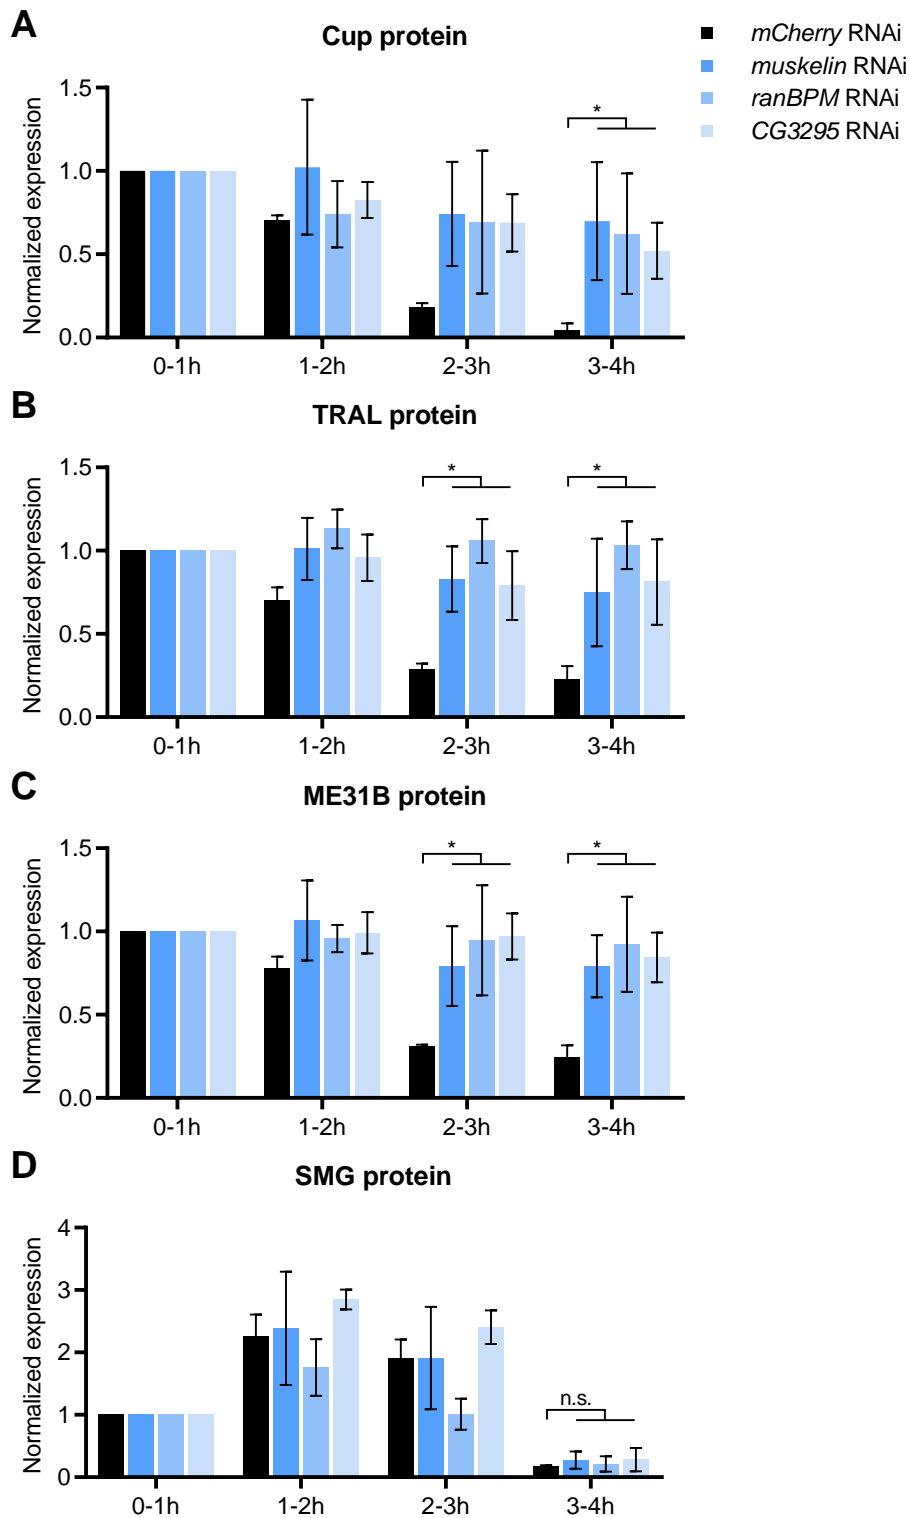 A
Cup protein
mCherry RNAi
muskelin RNAi
ranBPM RNAi
CG3295 RNAi
Normalized expression
1.5
1.0
0.5
0.0
*
0-1h 1-2h 2-3h 3-4h
B
TRAL protein
Normalized expression
1.5
1.0
0.5
0.0
* *
0-1h 1-2h 2-3h 3-4h
C
ME31B protein
Normalized expression
1.5
1.0
0.5
0.0
* *
0-1h 1-2h 2-3h 3-4h
D
SMG protein
Normalized expression
4
3
2
1
0
n.s.
0-1h 1-2h 2-3h 3-4h